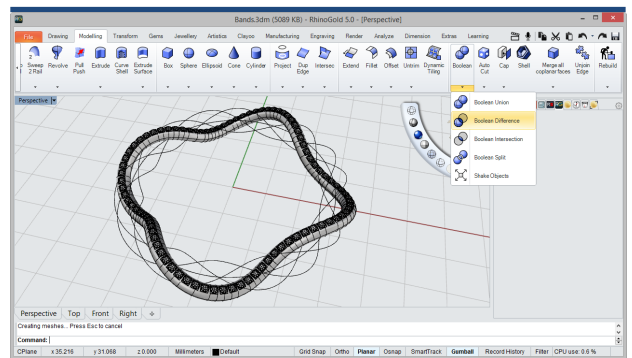 Bands.3dm (5089 KB) - RhinoGold 5.0 - [Perspective]
File Drawing Modelling Transform Gems Jewellery Artistics Clayoo Manufacturing Engraving Render Analyze Dimension Extras Learning
Sweep 2 Rail Revolve Pull Push Extrude Curve Shell Extrude Surface Box Sphere Ellipsoid Cone Cylinder Project Dup Edge Intersec Extend Fillet Offset Untrim Dynamic Tiling Boolean Auto Cut Cap Shell Merge all coplanar faces Unjoin Edge Rebuild
Perspective
Boolean Union
Boolean Difference
Boolean Intersection
Boolean Split
Shake Objects
Perspective Top Front Right
Creating meshes... Press Esc to cancel
Command:
CPlane x 35.216 y 31.068 z 0.000 Millimeters Default Grid Snap Ortho Planar Osnap SmartTrack Gumball Record History Filter CPU use: 0.6 %